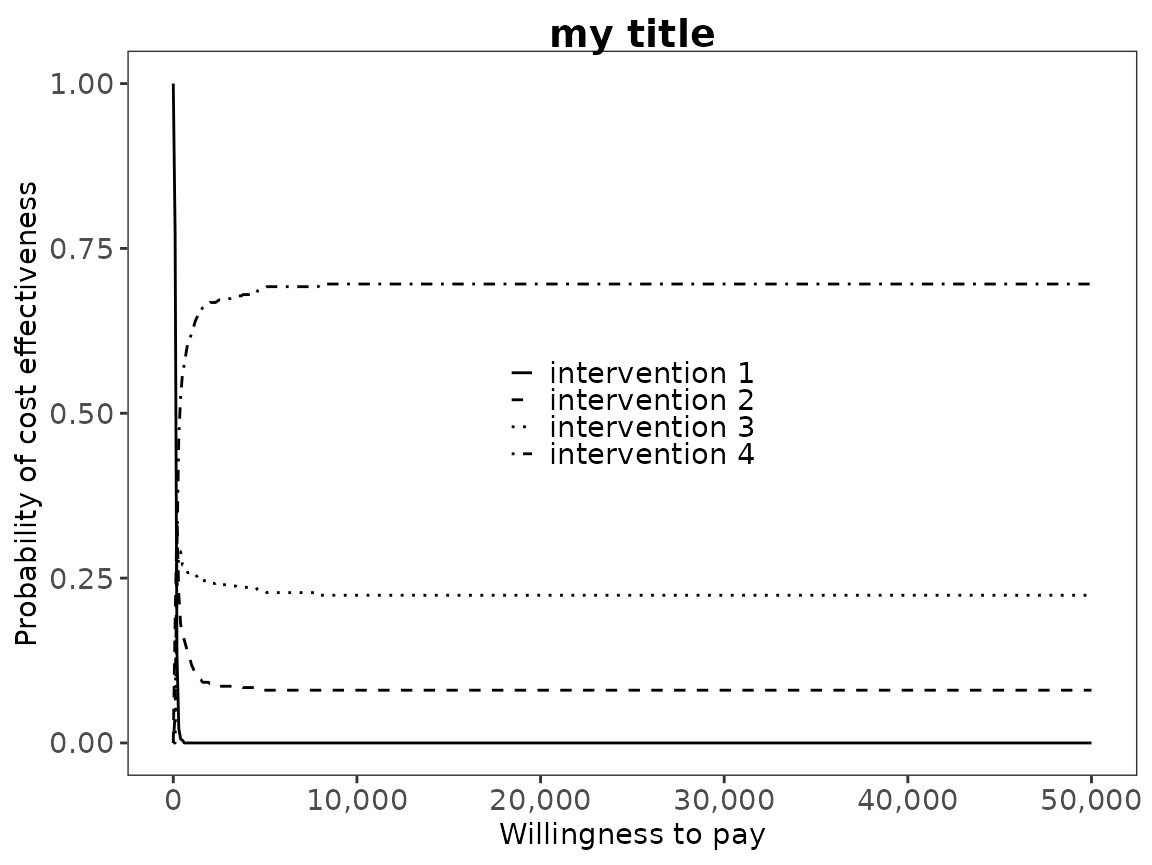 my title
Probability of cost effectiveness
1.00
0.75
0.50
0.25
0.00
intervention 1
intervention 2
intervention 3
intervention 4
0 10,000 20,000 30,000 40,000 50,000
Willingness to pay